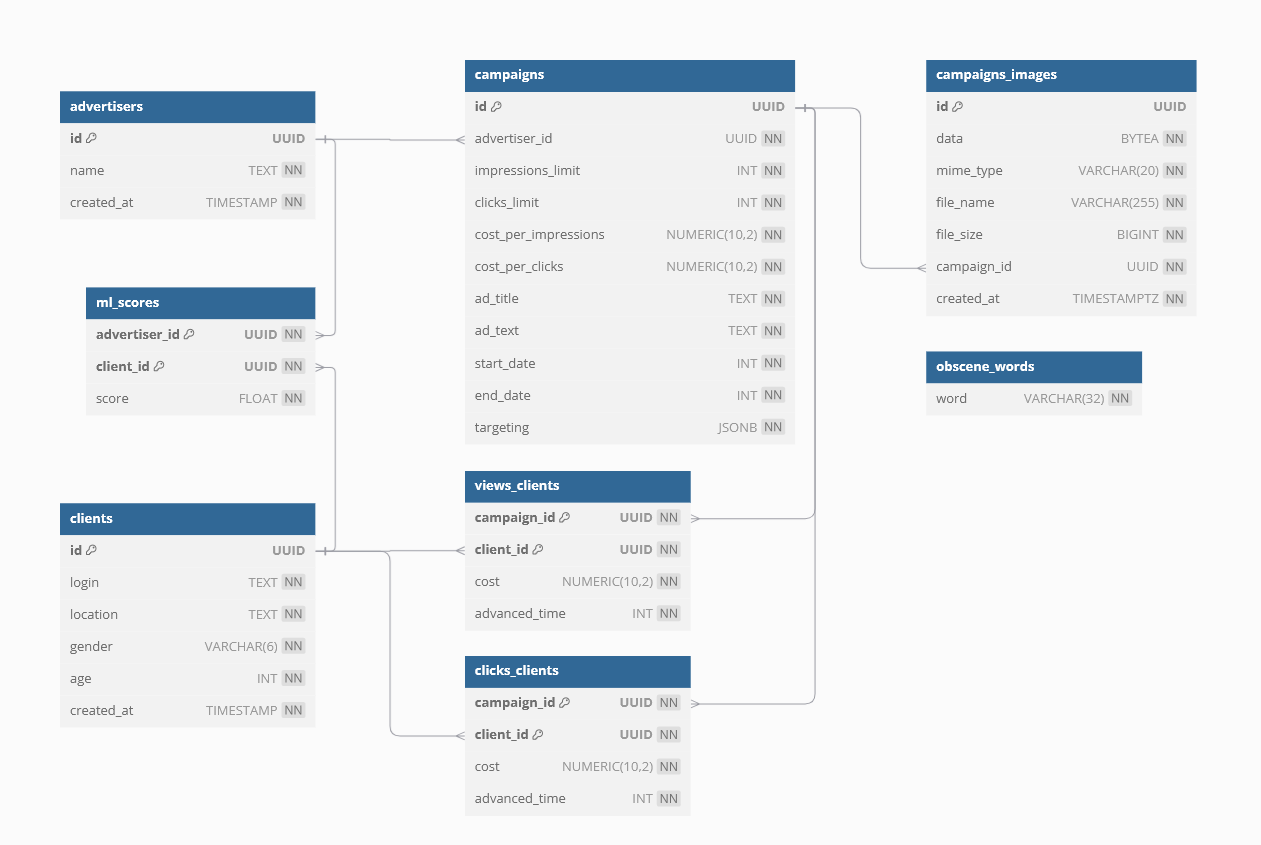 advertisers
id UUID
name TEXT NN
created_at TIMESTAMP NN
ml_scores
advertiser_id UUID NN
client_id UUID NN
score FLOAT NN
clients
id UUID
login TEXT NN
location TEXT NN
gender VARCHAR(6) NN
age INT NN
created_at TIMESTAMP NN
campaigns
id UUID
advertiser_id UUID NN
impressions_limit INT NN
clicks_limit INT NN
cost_per_impressions NUMERIC(10,2) NN
cost_per_clicks NUMERIC(10,2) NN
ad_title TEXT NN
ad_text TEXT NN
start_date INT NN
end_date INT NN
targeting JSONB NN
views_clients
campaign_id UUID NN
client_id UUID NN
cost NUMERIC(10,2) NN
advanced_time INT NN
clicks_clients
campaign_id UUID NN
client_id UUID NN
cost NUMERIC(10,2) NN
advanced_time INT NN
campaigns_images
id UUID
data BYTEA NN
mime_type VARCHAR(20) NN
file_name VARCHAR(255) NN
file_size BIGINT NN
campaign_id UUID NN
created_at TIMESTAMPTZ NN
obscene_words
word VARCHAR(32) NN